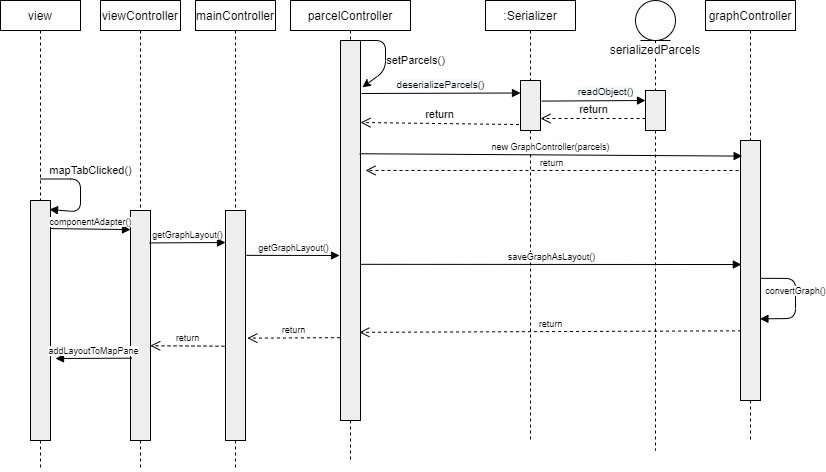 view
viewController
mainController
parcelController
:Serializer
graphController
serializedParcels
setParcels()
deserializeParcels()
readObject()
return
return
new GraphController(parcels)
return
mapTabClicked()
componentAdapter()
getGraphLayout()
getGraphLayout()
saveGraphAsLayout()
convertGraph()
return
return
return
addLayoutToMapPane